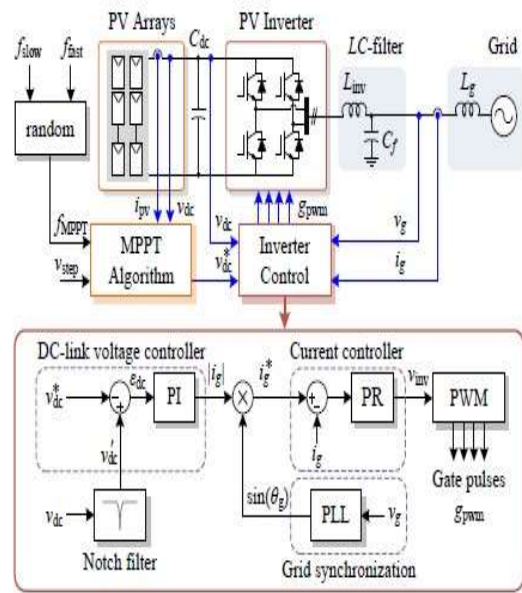 PV Arrays
PV Inverter
LC-filter
Grid
f_slow
f_fast
C_dc
L_inv
L_g
random
C_f
i_pv
v_dc
g_pwm
v_dc
v_g
f_MPPT
MPPT
Algorithm
Inverter
Control
v_step
v*_dc
i_g
DC-link voltage controller
Current controller
v*_dc
−
+
ε_dc
PI
|i_g|
×
i_g*
+
−
PR
v_inv
PWM
v'_dc
i_g
Gate pulses
g_pwm
v_dc
Notch filter
sin(θ_g)
PLL
v_g
Grid synchronization